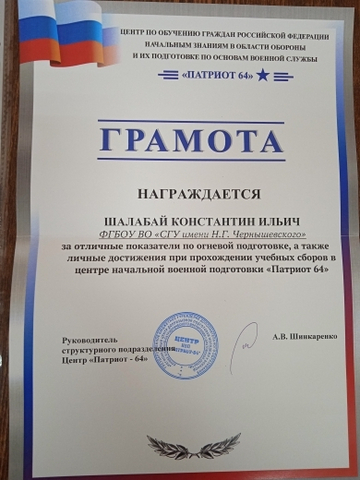 ЦЕНТР ПО ОБУЧЕНИЮ ГРАЖДАН РОССИЙСКОЙ ФЕДЕРАЦИИ
НАЧАЛЬНЫМ ЗНАНИЯМ В ОБЛАСТИ ОБОРОНЫ
И ИХ ПОДГОТОВКЕ ПО ОСНОВАМ ВОЕННОЙ СЛУЖБЫ
«ПАТРИОТ 64»
ГРАМОТА
НАГРАЖДАЕТСЯ
ШАЛАБАЙ КОНСТАНТИН ИЛЬИЧ
ФГБОУ ВО «СГУ имени Н.Г. Чернышевского»
за отличные показатели по огневой подготовке, а также
личные достижения при прохождении учебных сборов в
центре начальной военной подготовки «Патриот 64»
Руководитель
структурного подразделения
Центр «Патриот - 64»
ЦЕНТР
А.В. Шинкаренко